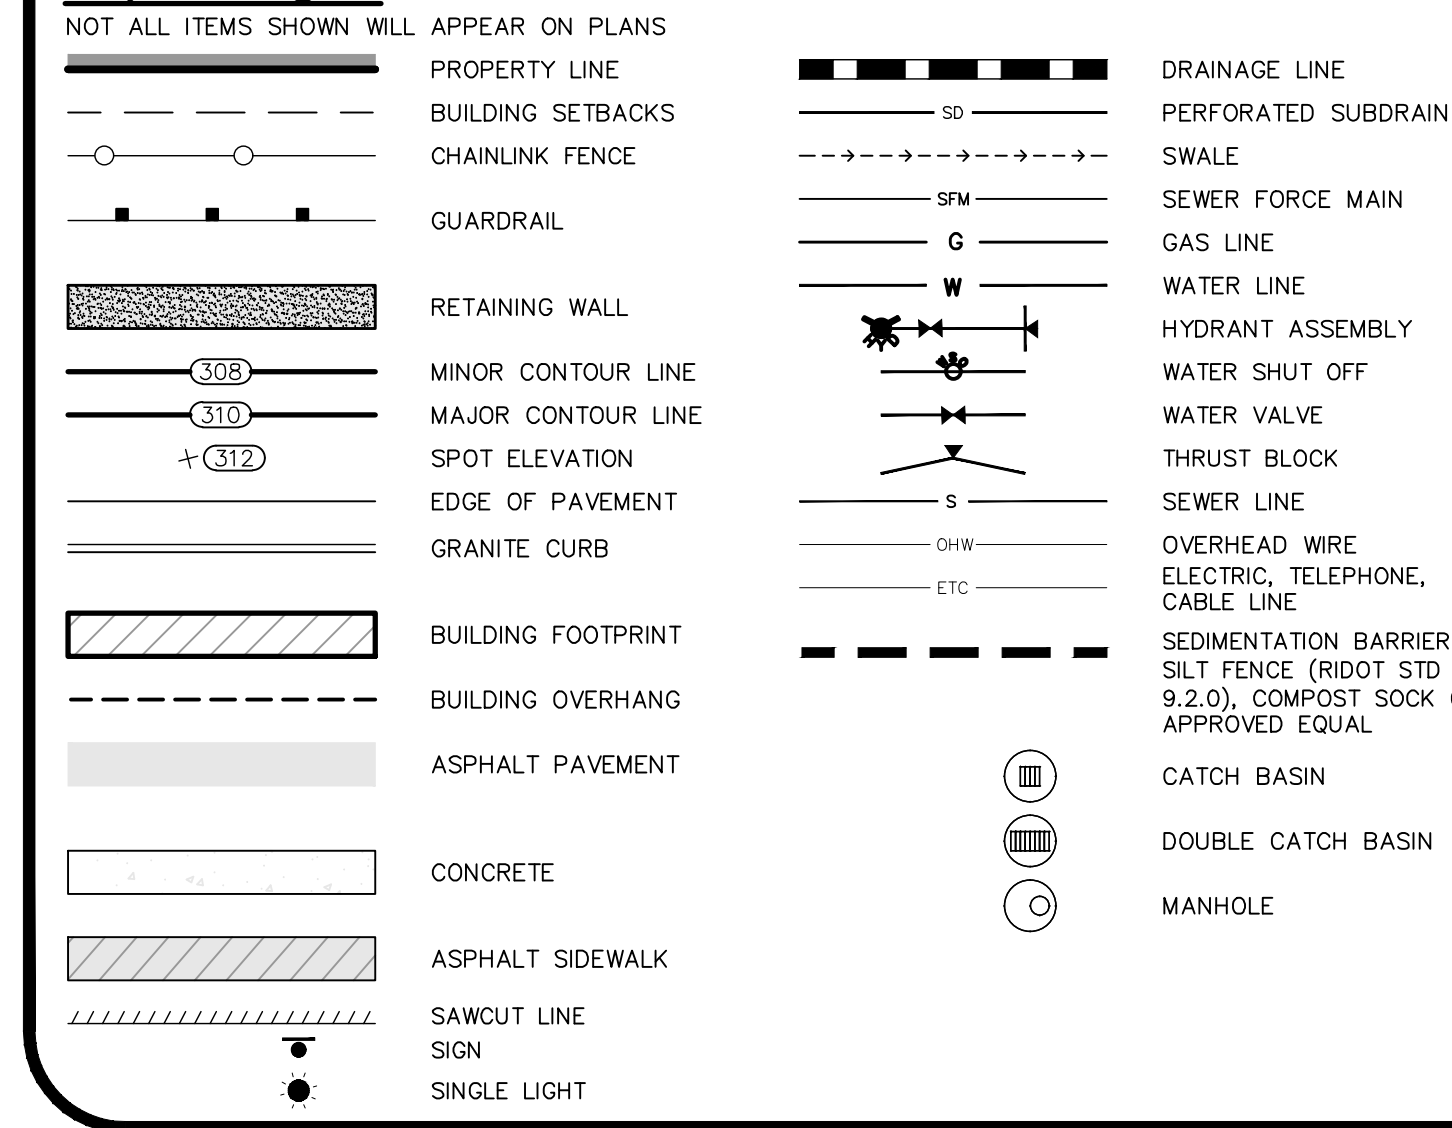 NOT ALL ITEMS SHOWN WILL APPEAR ON PLANS
PROPERTY LINE
BUILDING SETBACKS
CHAINLINK FENCE
GUARDRAIL
RETAINING WALL
308 MINOR CONTOUR LINE
310 MAJOR CONTOUR LINE
312 SPOT ELEVATION
EDGE OF PAVEMENT
GRANITE CURB
BUILDING FOOTPRINT
BUILDING OVERHANG
ASPHALT PAVEMENT
CONCRETE
ASPHALT SIDEWALK
SAWCUT LINE
SIGN
SINGLE LIGHT
DRAINAGE LINE
SD PERFORATED SUBDRAIN
SWALE
SFM SEWER FORCE MAIN
G GAS LINE
W WATER LINE
HYDRANT ASSEMBLY
WATER SHUT OFF
WATER VALVE
THRUST BLOCK
S SEWER LINE
OHW OVERHEAD WIRE
ETC ELECTRIC, TELEPHONE,
CABLE LINE
SEDIMENTATION BARRIER
SILT FENCE (RIDOT STD
9.2.0), COMPOST SOCK
APPROVED EQUAL
CATCH BASIN
DOUBLE CATCH BASIN
MANHOLE